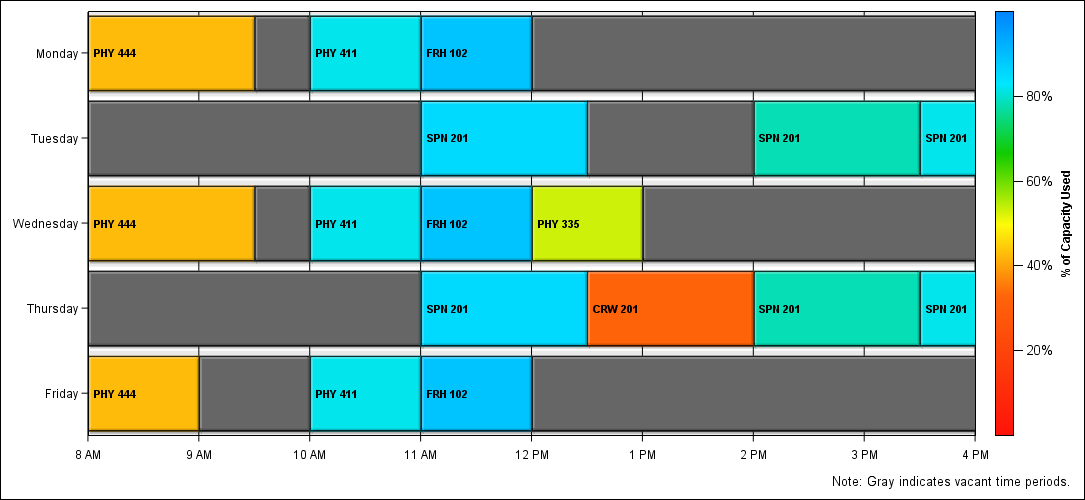 Monday
PHY 444
PHY 411
FRH 102
Tuesday
SPN 201
SPN 201
SPN 201
Wednesday
PHY 444
PHY 411
FRH 102
PHY 335
Thursday
SPN 201
CRW 201
SPN 201
SPN 201
Friday
PHY 444
PHY 411
FRH 102
8 AM
9 AM
10 AM
11 AM
12 PM
1 PM
2 PM
3 PM
4 PM
80%
60%
40%
20%
% of Capacity Used
Note: Gray indicates vacant time periods.